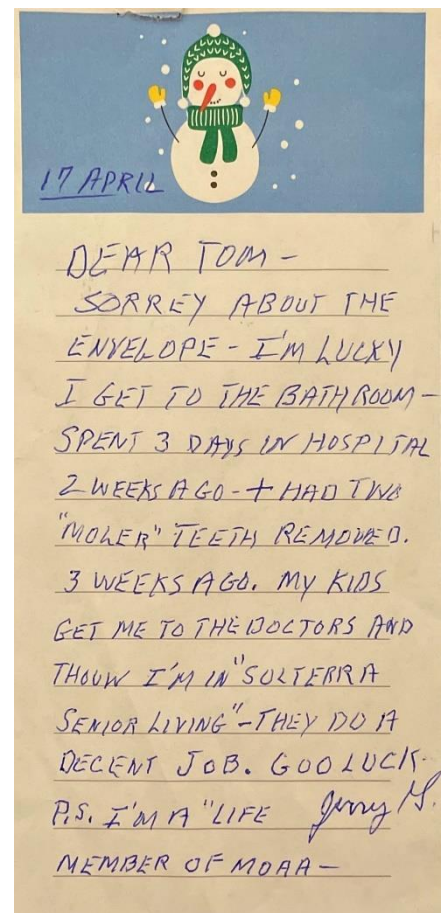 17 APRIL
DEAR TOM -
SORREY ABOUT THE
ENVELOPE - I'M LUCKY
I GET TO THE BATHROOM -
SPENT 3 DAYS IN HOSPITAL
2 WEEKS AGO - + HAD TWO
"MOLER" TEETH REMOVED.
3 WEEKS AGO. MY KIDS
GET ME TO THE DOCTORS AND
THOUW I'M IN "SOLTERRA
SENIOR LIVING" - THEY DO A
DECENT JOB. GOO LUCK.
P.S. I'M A "LIFE Jerry
MEMBER OF MOAA -